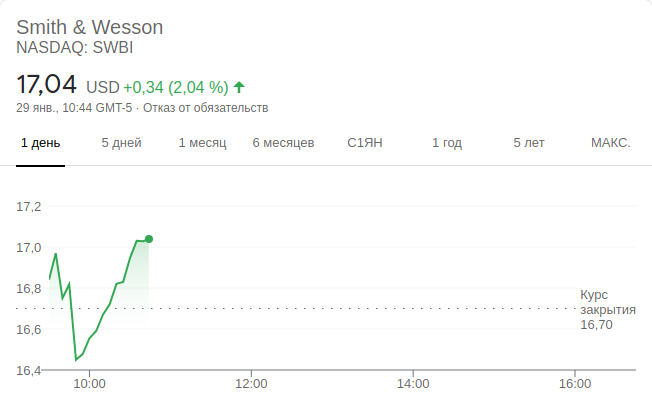 Smith & Wesson
NASDAQ: SWBI
17,04 USD +0,34 (2,04 %)
29 янв., 10:44 GMT-5 · Отказ от обязательств
1 день 5 дней 1 месяц 6 месяцев С1ЯН 1 год 5 лет МАКС.
17,2
17,0
16,8
Курс
закрытия
16,70
16,6
16,4
10:00 12:00 14:00 16:00